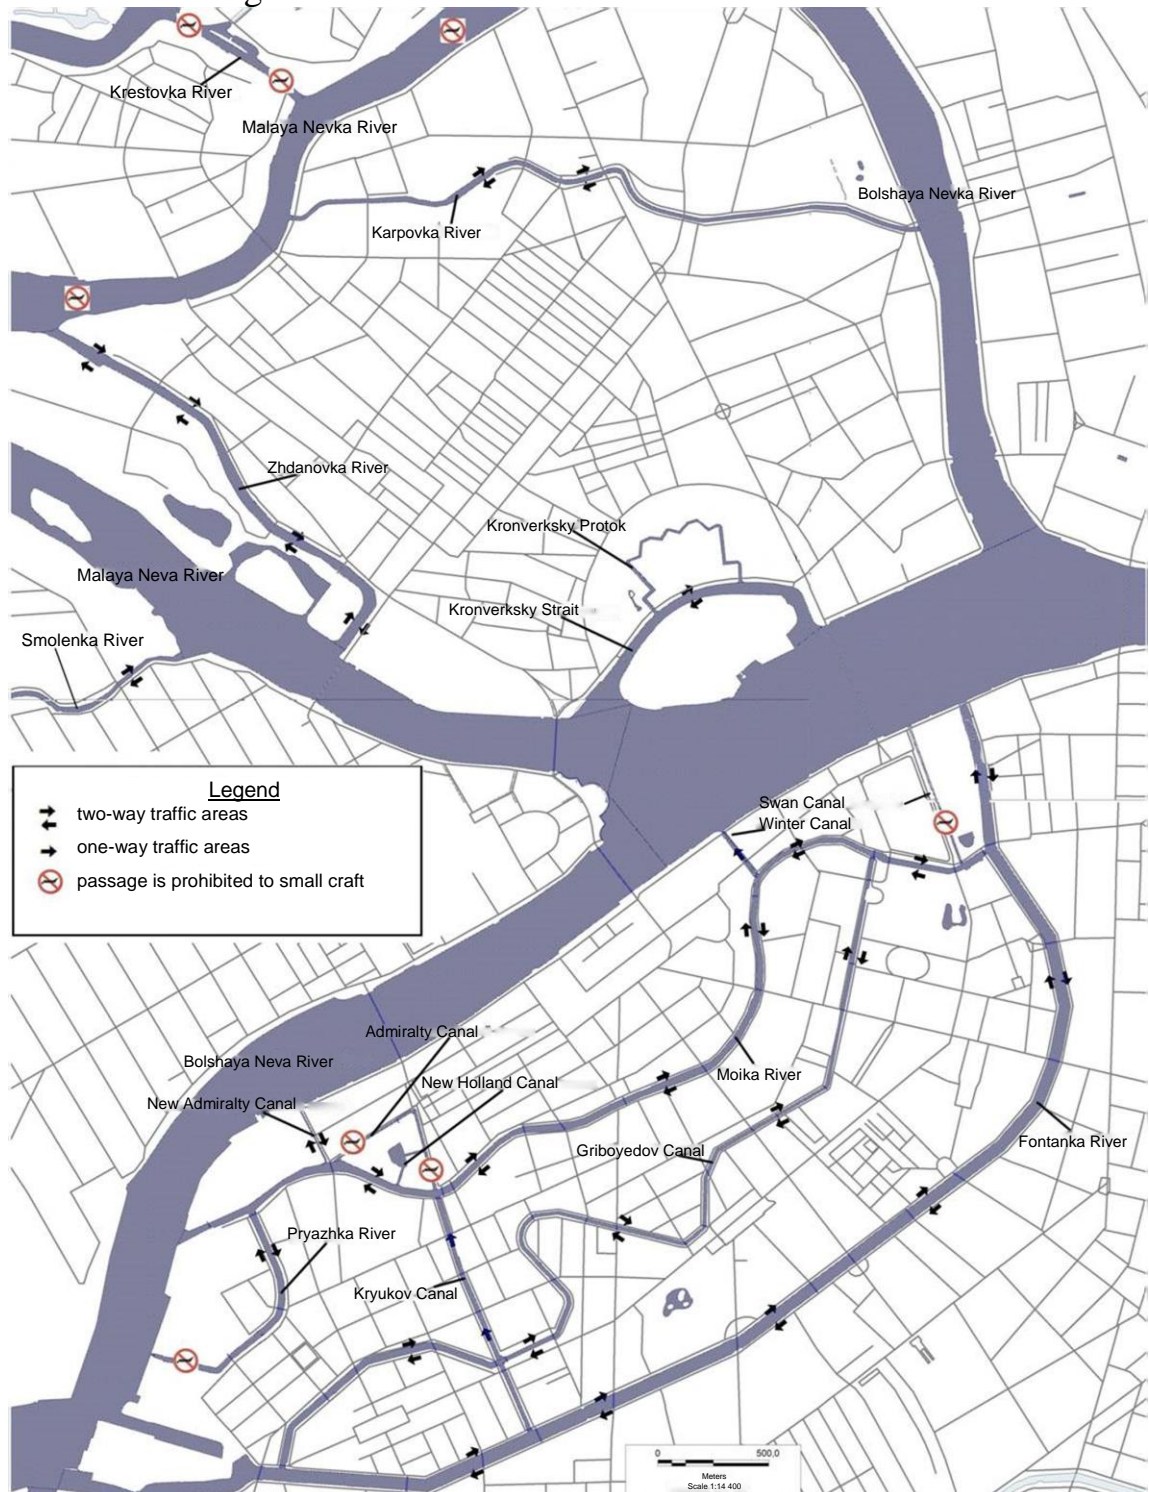 Krestovka River
Malaya Nevka River
Bolshaya Nevka River
Karpovka River
Zhdanovka River
Kronverksky Protok
Malaya Neva River
Kronverksky Strait
Smolenka River
Legend
two-way traffic areas
one-way traffic areas
passage is prohibited to small craft
Swan Canal
Winter Canal
Admiralty Canal
Bolshaya Neva River
New Holland Canal
Moika River
New Admiralty Canal
Griboyedov Canal
Fontanka River
Pryazhka River
Kryukov Canal
0 500,0
Meters
Scale 1:14 400